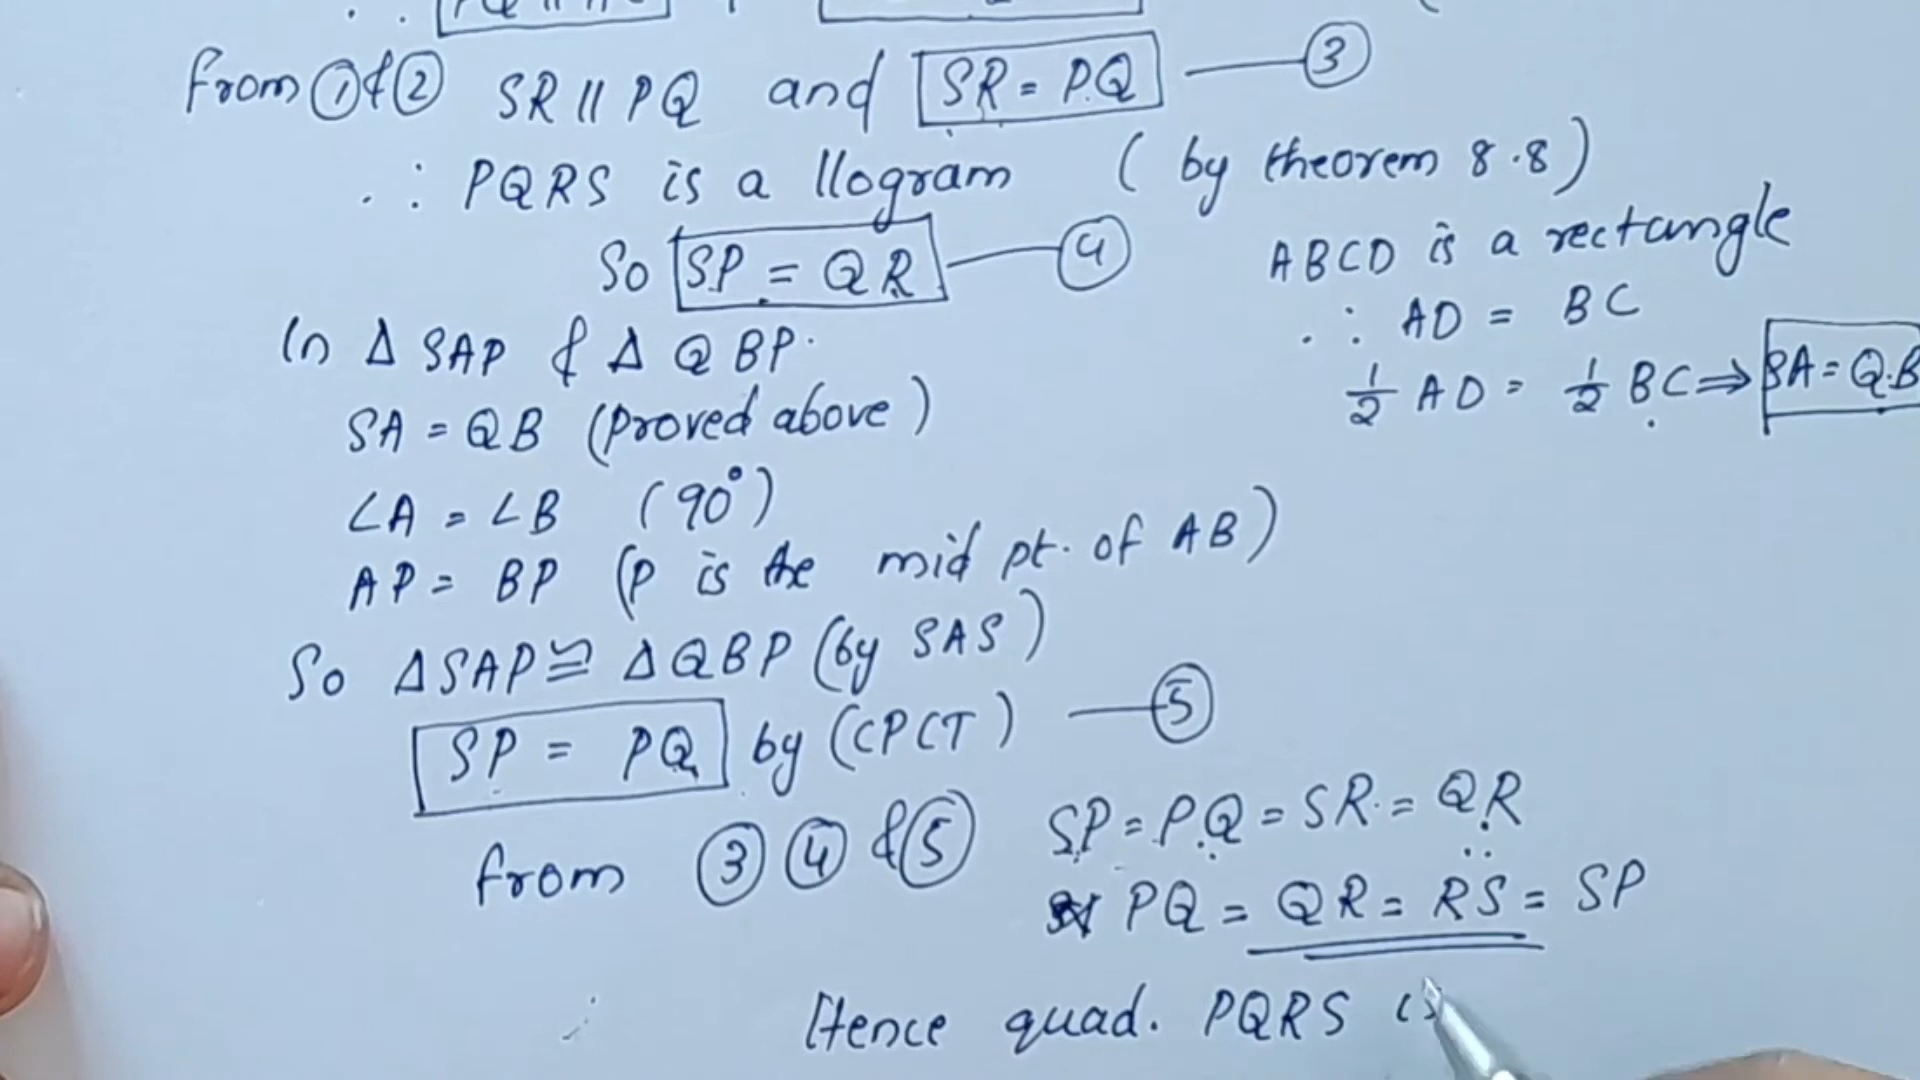 From ① & ② SR || PQ and SR = PQ —— ③
∴ PQRS is a ||ogram (by theorem 8.8)
So SP = QR —— ④
In Δ SAP & Δ QBP.
SA = QB (Proved above)
∠A = ∠B (90°)
AP = BP (P is the mid pt. of AB)
So ΔSAP ≅ ΔQBP (by SAS)
SP = PQ by (CPCT) —— ⑤
ABCD is a rectangle
∴ AD = BC
1/2 AD = 1/2 BC ⇒ SA = QB
from ③ ④ & ⑤ SP = PQ = SR = QR
PQ = QR = RS = SP
Hence quad. PQRS is